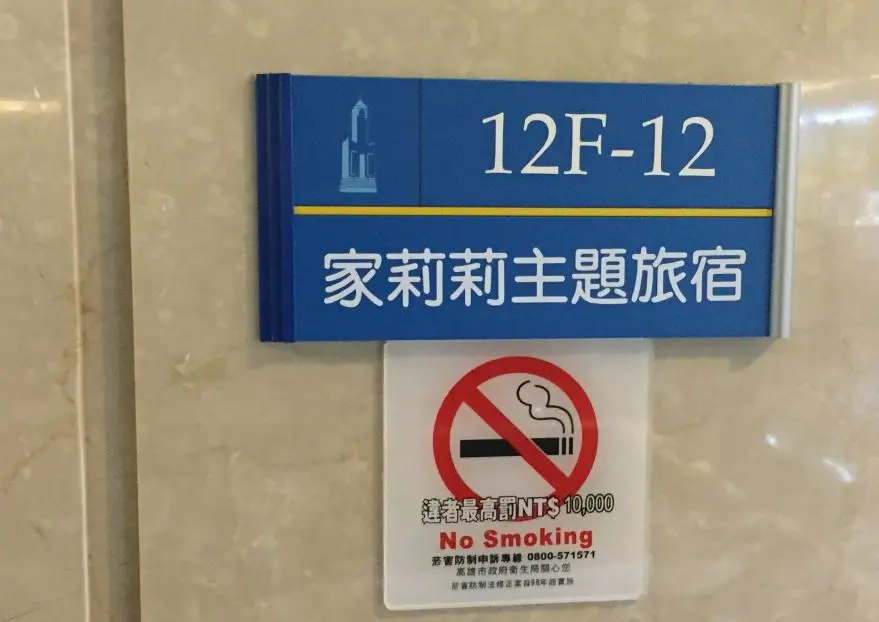 12F-12
家莉莉主題旅宿
違者最高罰NT$ 10,000
No Smoking
菸害防制申訴專線 0800-571571
高雄市政府衛生局關心您
菸害防制法修正案自98年起實施